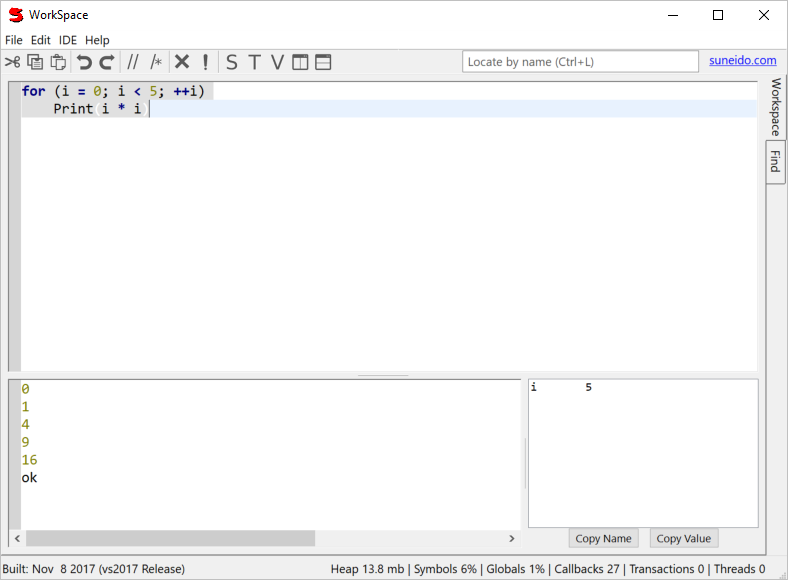 WorkSpace
File Edit IDE Help
// /* ! S T V Locate by name (Ctrl+L) suneido.com
for (i = 0; i < 5; ++i)
    Print(i * i)
Workspace
Find
0
1
4
9
16
ok
i 5
Copy Name Copy Value
Built: Nov  8 2017 (vs2017 Release) Heap 13.8 mb | Symbols 6% | Globals 1% | Callbacks 27 | Transactions 0 | Threads 0